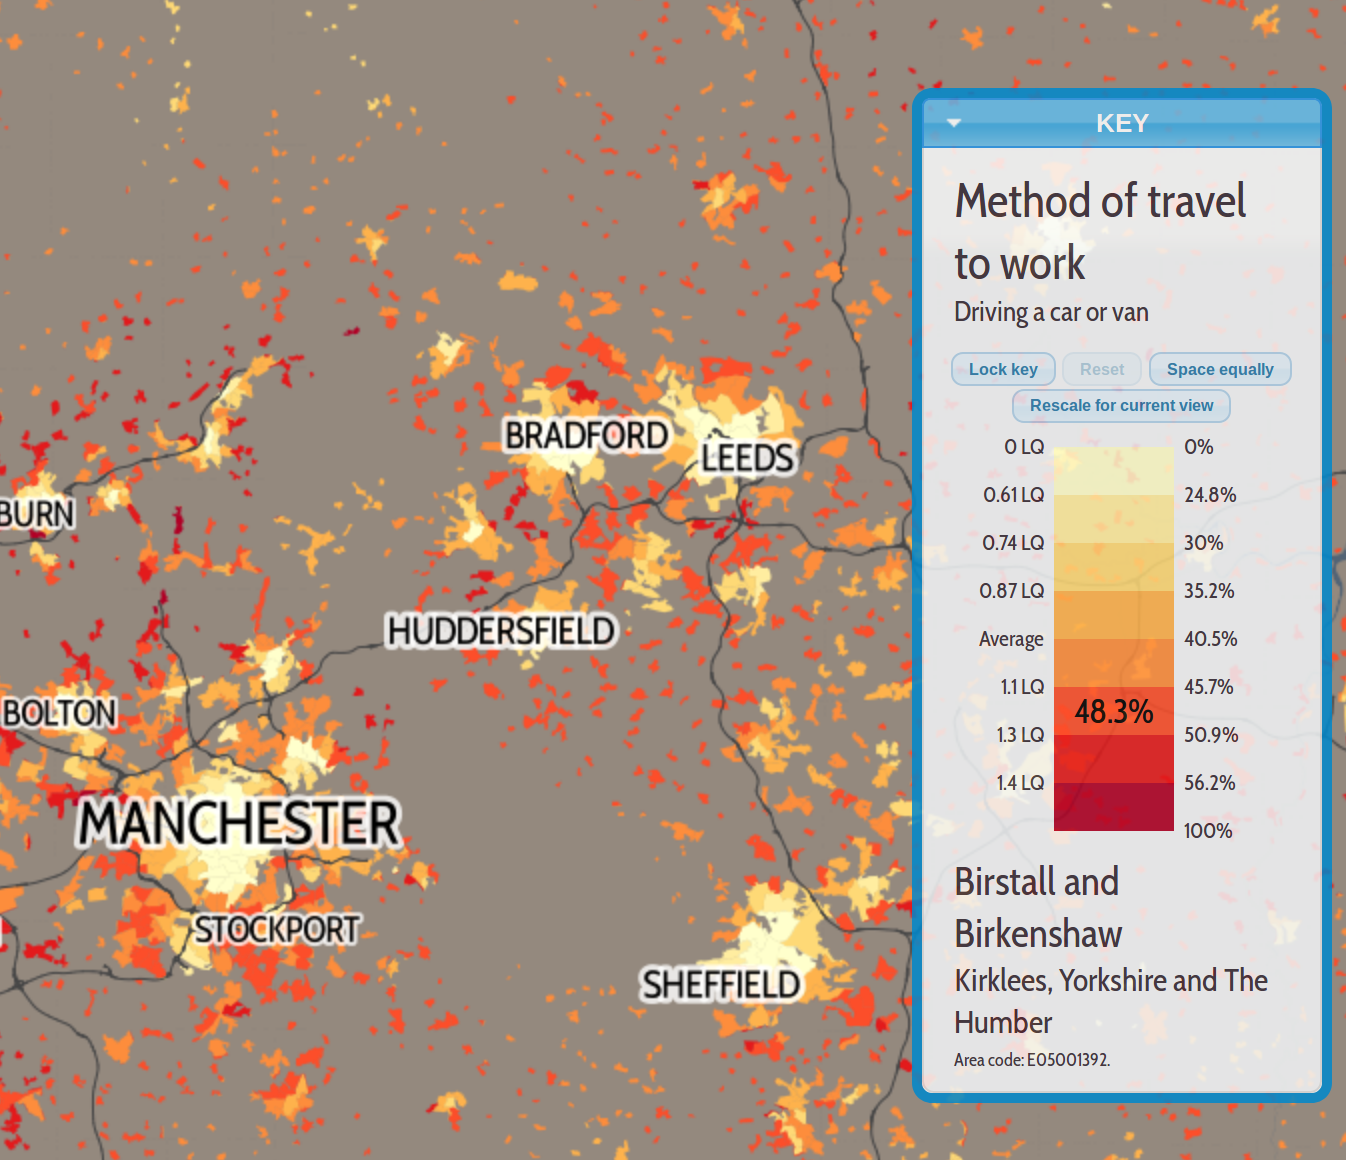 KEY
Method of travel
to work
Driving a car or van
Lock key
Reset
Space equally
Rescale for current view
0 LQ 0%
0.61 LQ 24.8%
0.74 LQ 30%
0.87 LQ 35.2%
Average 40.5%
1.1 LQ 45.7%
48.3%
1.3 LQ 50.9%
1.4 LQ 56.2%
100%
Birstall and
Birkenshaw
Kirklees, Yorkshire and The
Humber
Area code: E05001392.
BRADFORD
LEEDS
BURN
HUDDERSFIELD
BOLTON
MANCHESTER
STOCKPORT
SHEFFIELD